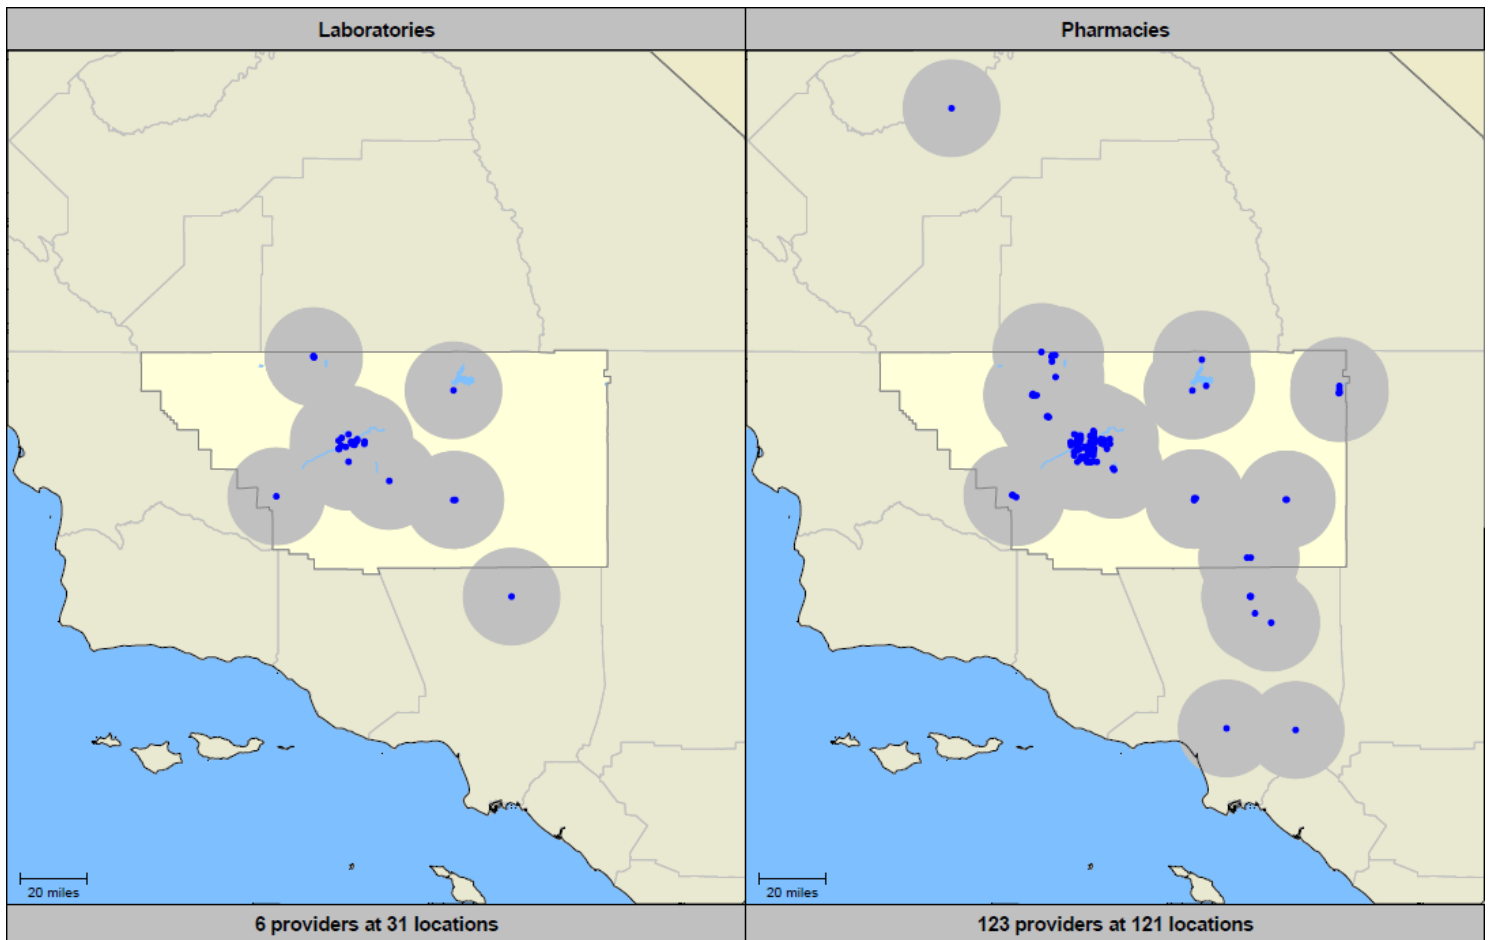 Laboratories
Pharmacies
20 miles
20 miles
6 providers at 31 locations
123 providers at 121 locations